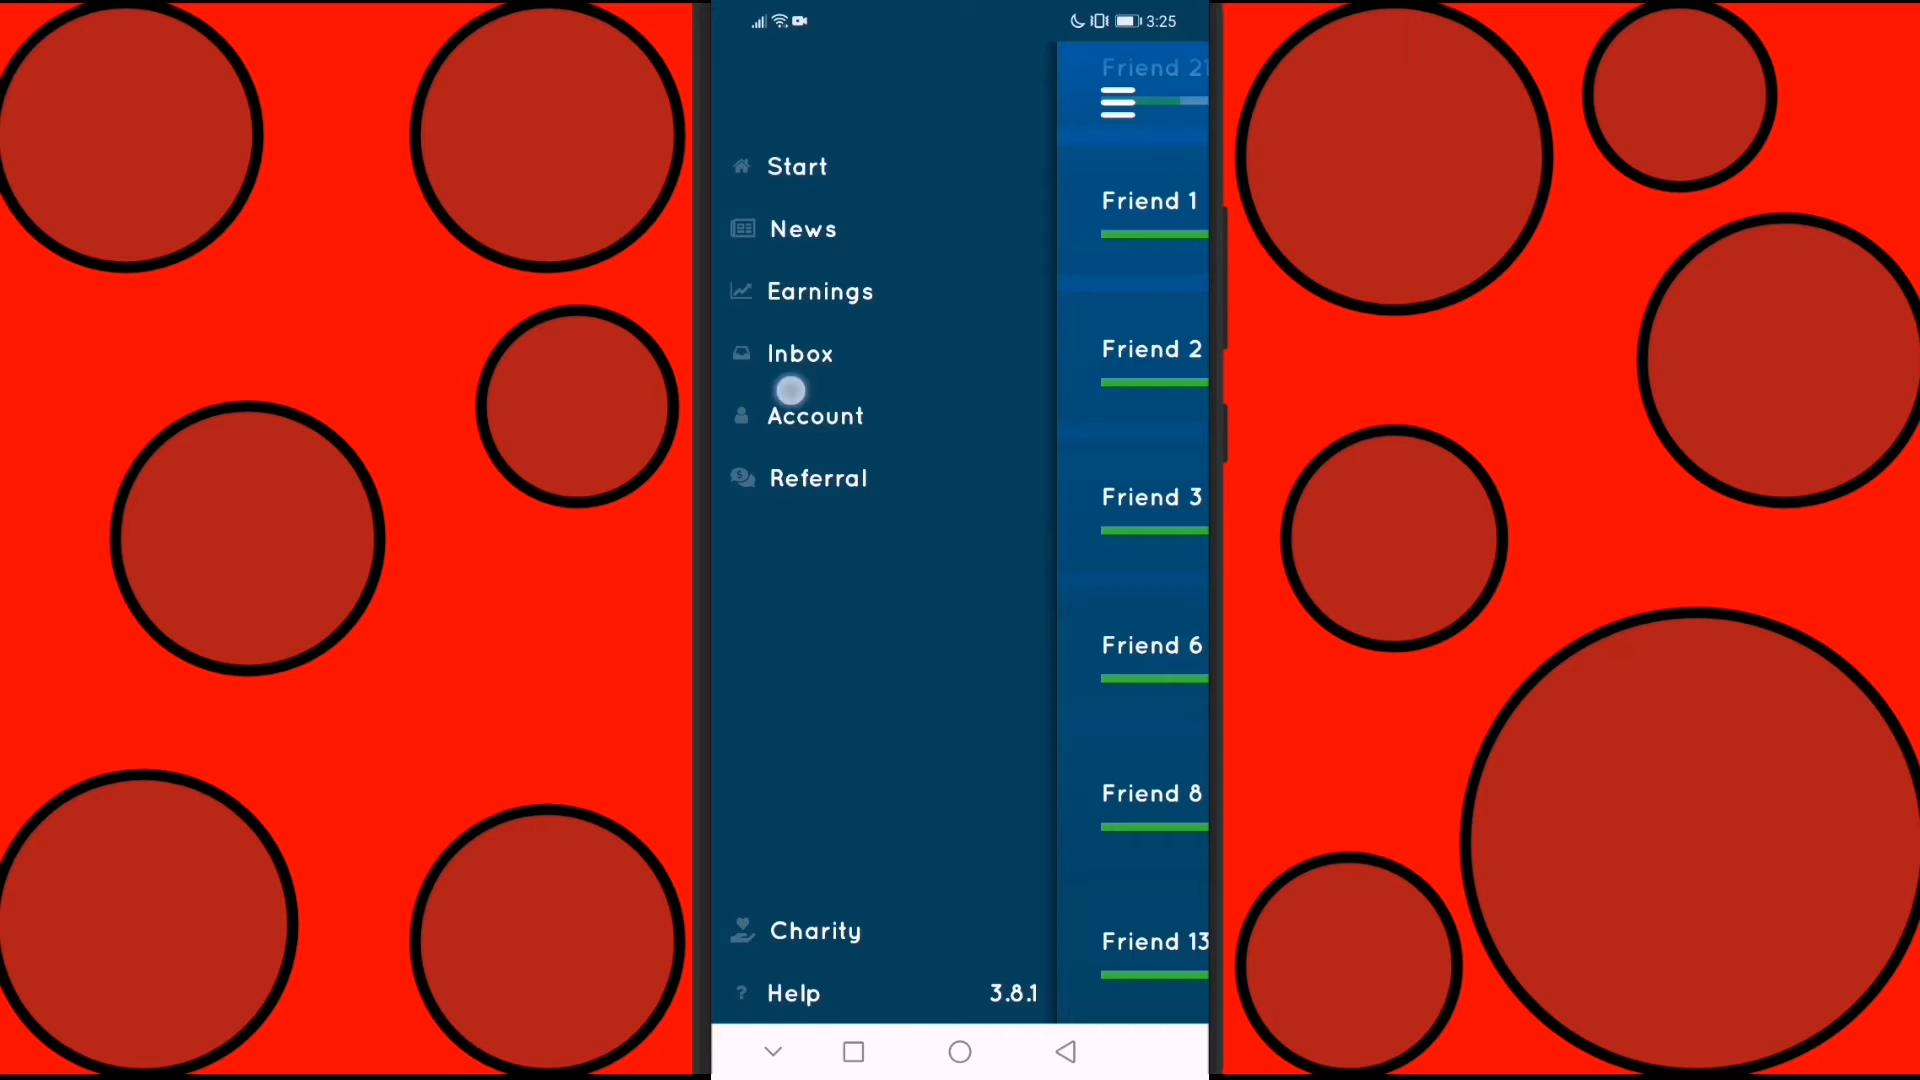 3:25
Start
News
Earnings
Inbox
Account
Referral
Charity
Help 3.8.1
Friend 21
Friend 1
Friend 2
Friend 3
Friend 6
Friend 8
Friend 13